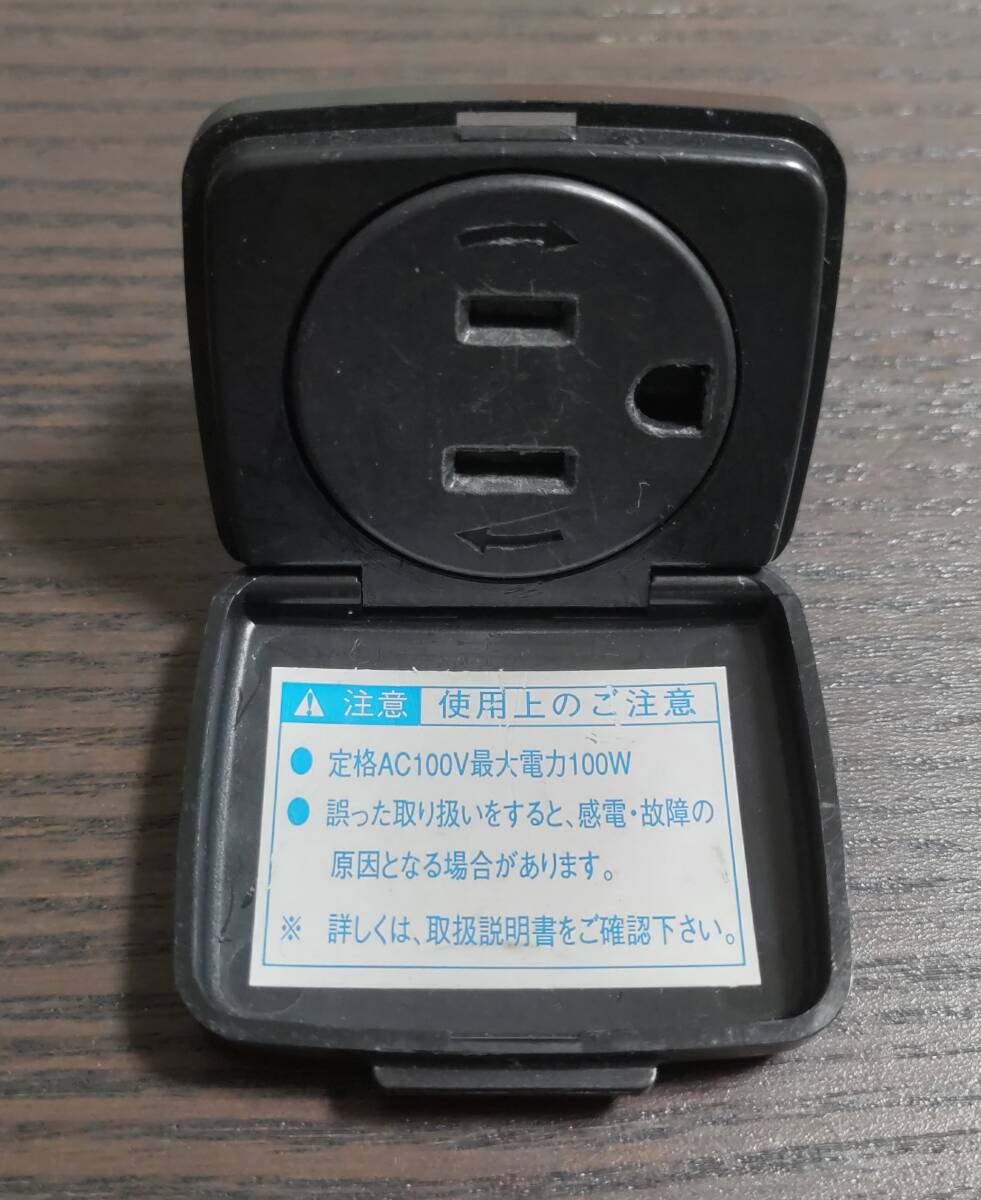 注意 使用上のご注意
● 定格AC100V最大電力100W
● 誤った取り扱いをすると、感電・故障の
原因となる場合があります。
※ 詳しくは、取扱説明書をご確認下さい。